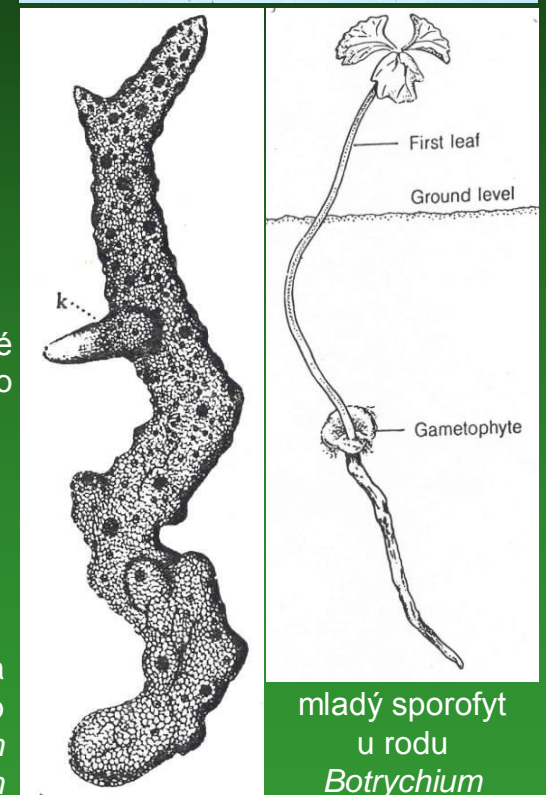 First leaf
Ground level
k
é
o
Gametophyte
a
o
n
n
mladý sporofyt
u rodu
Botrychium